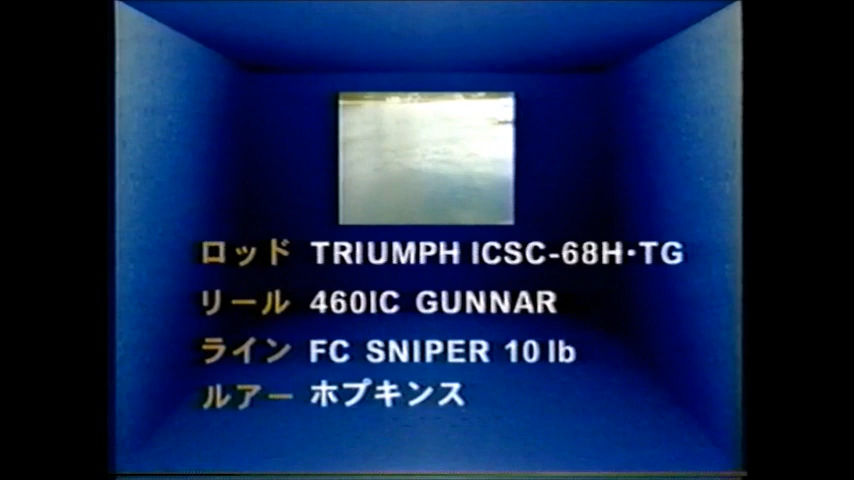 ロッド TRIUMPH ICSC-68H・TG
リール 460IC GUNNAR
ライン FC SNIPER 10 lb
ルアー ホプキンス